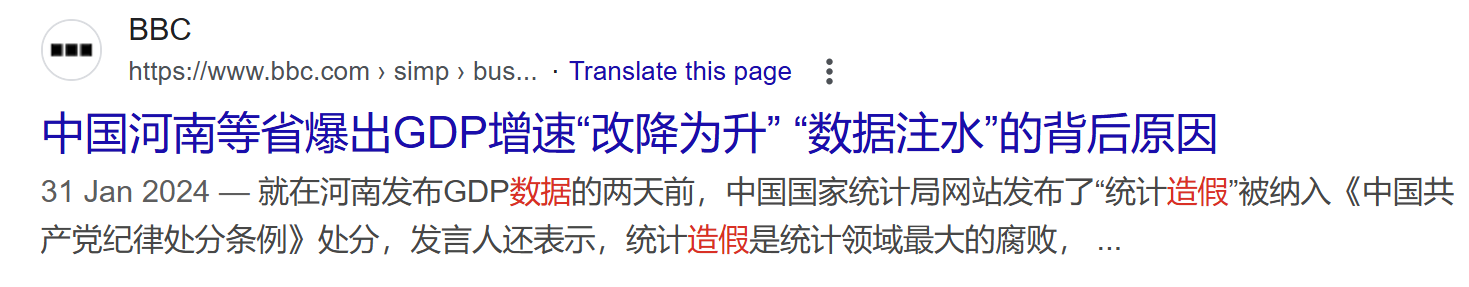 BBC
https://www.bbc.com › simp › bus... · Translate this page
中国河南等省爆出GDP增速“改降为升” “数据注水”的背后原因
31 Jan 2024 — 就在河南发布GDP数据的两天前，中国国家统计局网站发布了“统计造假”被纳入《中国共
产党纪律处分条例》处分，发言人还表示，统计造假是统计领域最大的腐败， ...